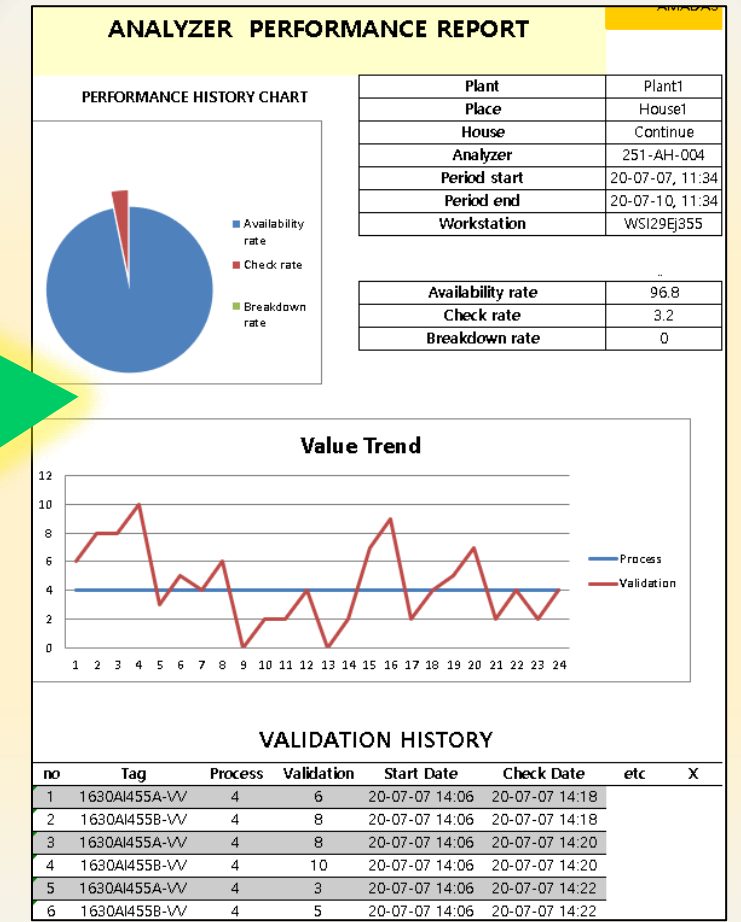 AMADAS
ANALYZER PERFORMANCE REPORT
PERFORMANCE HISTORY CHART
Plant Plant1
Place House1
House Continue
Analyzer 251-AH-004
Period start 20-07-07, 11:34
Period end 20-07-10, 11:34
Workstation WSI29Ej355
Availability
rate
Check rate
Breakdown
rate
..
Availability rate 96.8
Check rate 3.2
Breakdown rate 0
Value Trend
12
10
8
6
4
2
0
1 2 3 4 5 6 7 8 9 10 11 12 13 14 15 16 17 18 19 20 21 22 23 24
Process
Validation
VALIDATION HISTORY
no Tag Process Validation Start Date Check Date etc X
1 1630AI455A-VV 4 6 20-07-07 14:06 20-07-07 14:18
2 1630AI455B-VV 4 8 20-07-07 14:06 20-07-07 14:18
3 1630AI455A-VV 4 8 20-07-07 14:06 20-07-07 14:20
4 1630AI455B-VV 4 10 20-07-07 14:06 20-07-07 14:20
5 1630AI455A-VV 4 3 20-07-07 14:06 20-07-07 14:22
6 1630AI455B-VV 4 5 20-07-07 14:06 20-07-07 14:22